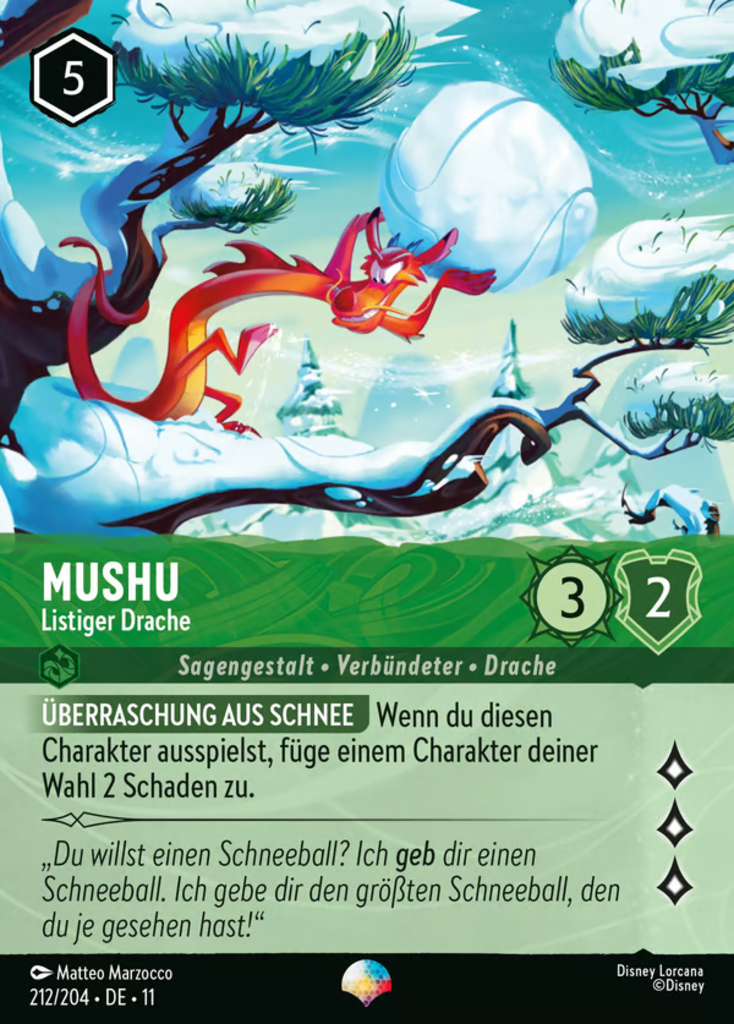 5
MUSHU
Listiger Drache
3
2
Sagengestalt • Verbündeter • Drache
ÜBERRASCHUNG AUS SCHNEE Wenn du diesen
Charakter ausspielst, füge einem Charakter deiner
Wahl 2 Schaden zu.
„Du willst einen Schneeball? Ich geb dir einen
Schneeball. Ich gebe dir den größten Schneeball, den
du je gesehen hast!“
Matteo Marzocco
212/204 • DE • 11
Disney Lorcana
©Disney